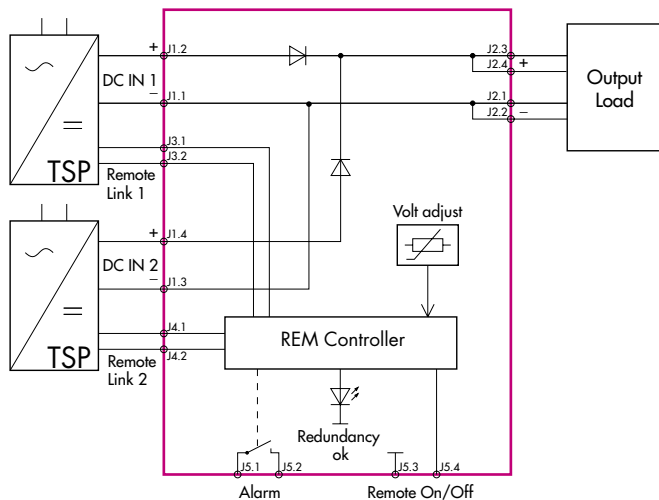 +
J1.2
J2.3
J2.4
+
DC IN 1
Output
Load
−
J1.1
J2.1
J2.2
−
J3.1
J3.2
TSP
Remote
Link 1
Volt adjust
+
J1.4
DC IN 2
−
J1.3
J4.1
REM Controller
TSP
Remote
Link 2
J4.2
Redundancy
ok
J5.1
J5.2
J5.3
J5.4
Alarm
Remote On/Off